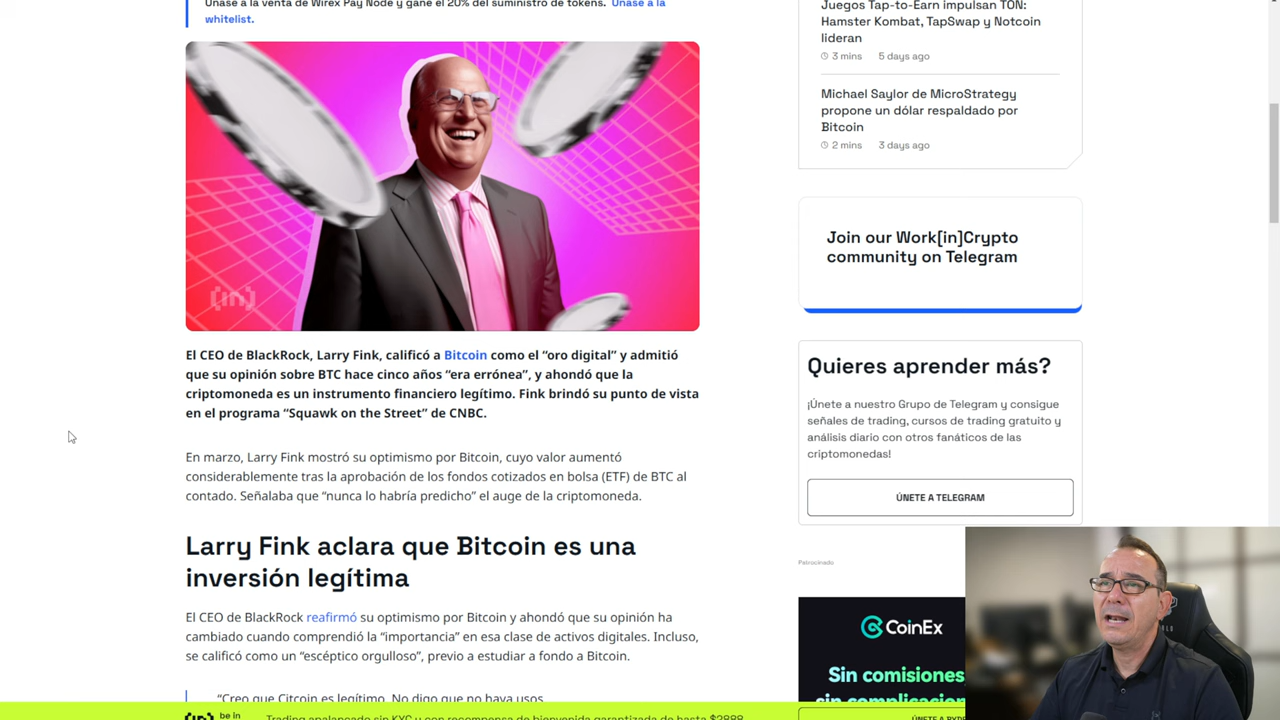 Únase a la venta de Wirex Pay Node y gane el 20% del suministro de tokens. Únase a la
whitelist.
[in]
El CEO de BlackRock, Larry Fink, calificó a Bitcoin como el “oro digital” y admitió
que su opinión sobre BTC hace cinco años “era errónea”, y ahondó que la
criptomoneda es un instrumento financiero legítimo. Fink brindó su punto de vista
en el programa “Squawk on the Street” de CNBC.
En marzo, Larry Fink mostró su optimismo por Bitcoin, cuyo valor aumentó
considerablemente tras la aprobación de los fondos cotizados en bolsa (ETF) de BTC al
contado. Señalaba que “nunca lo habría predicho” el auge de la criptomoneda.
Larry Fink aclara que Bitcoin es una
inversión legítima
El CEO de BlackRock reafirmó su optimismo por Bitcoin y ahondó que su opinión ha
cambiado cuando comprendió la “importancia” en esa clase de activos digitales. Incluso,
se calificó como un “escéptico orgulloso”, previo a estudiar a fondo a Bitcoin.
“Creo que Citcoin es legítimo. No digo que no haya usos
Juegos Tap-to-Earn impulsan TON:
Hamster Kombat, TapSwap y Notcoin
lideran
3 mins 5 days ago
Michael Saylor de MicroStrategy
propone un dólar respaldado por
Bitcoin
2 mins 3 days ago
Join our Work[in]Crypto
community on Telegram
Quieres aprender más?
¡Únete a nuestro Grupo de Telegram y consigue
señales de trading, cursos de trading gratuito y
análisis diario con otros fanáticos de las
criptomonedas!
ÚNETE A TELEGRAM
Patrocinado
CoinEx
Sin comisiones
sin complicacion
[in] be in Trading apalancado sin KYC y con recompensa de bienvenida garantizada de hasta $2888